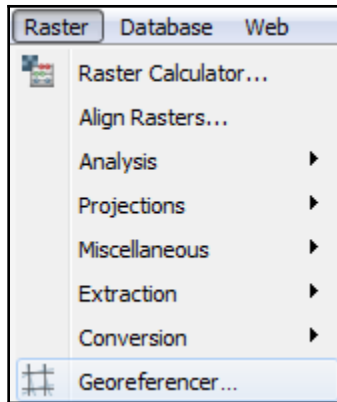 Raster Database Web
Raster Calculator...
Align Rasters...
Analysis
Projections
Miscellaneous
Extraction
Conversion
Georeferencer...